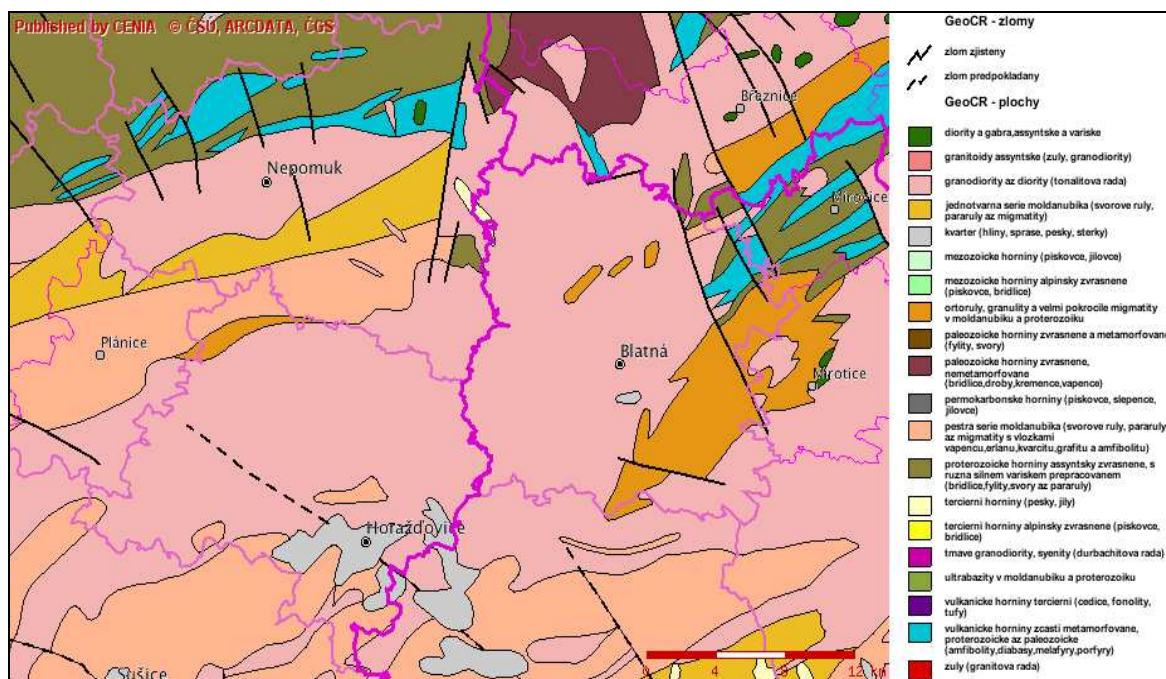 Published by CENIA © ČSÚ, ARCDATA, ČGS
Březnice
Nepomuk
Plánice
Blatná
Mirotice
Horažďovice
Sušice
4
8
12 km
GeoCR - zlomy
zlom zjisteny
zlom predpokladany
GeoCR - plochy
diority a gabra,assyntske a variske
granitoidy assyntske (zuly, granodiority)
granodiority az diority (tonalitova rada)
jednotvarna serie moldanubika (svorove ruly,
pararuly az migmatity)
kvarter (hliny, sprase, pesky, sterky)
mezozoicke horniny (piskovce, jilovce)
mezozoicke horniny alpinsky zvrasnene
(piskovce, bridlice)
ortoruly, granulity a velmi pokrocile migmatity
v moldanubiku a proterozoiku
paleozoicke horniny zvrasnene a metamorfovane
(fylity, svory)
paleozoicke horniny zvrasnene,
nemetamorfovane
(bridlice,droby,kremence,vapence)
permokarbonske horniny (piskovce, slepence,
jilovce)
pestra serie moldanubika (svorove ruly, pararuly
az migmatity s vlozkami
vapencu,erlanu,kvarcitu,grafitu a amfibolitu)
proterozoicke horniny assyntsky zvrasnene, s
ruzna silnem variskem prepracovanem
(bridlice,fylity,svory az pararuly)
tercierni horniny (pesky, jily)
tercierni horniny alpinsky zvrasnene (piskovce,
bridlice)
tmave granodiority, syenity (durbachitova rada)
ultrabazity v moldanubiku a proterozoiku
vulkanicke horniny tercierni (cedice, fonolity,
tufy)
vulkanicke horniny zcasti metamorfovane,
proterozoicke az paleozoicke
(amfibolity,diabasy,melafyry,porfyry)
zuly (granitova rada)